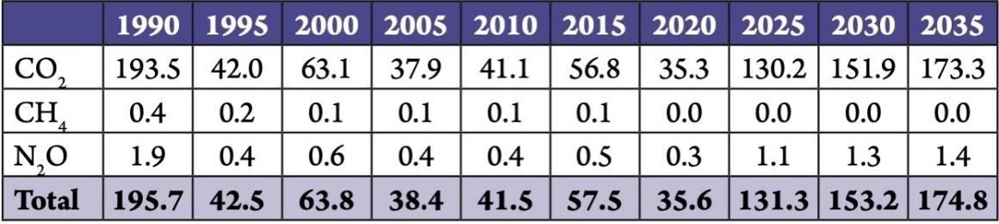 1990 1995 2000 2005 2010 2015 2020 2025 2030 2035
CO₂ 193.5 42.0 63.1 37.9 41.1 56.8 35.3 130.2 151.9 173.3
CH₄ 0.4 0.2 0.1 0.1 0.1 0.1 0.0 0.0 0.0 0.0
N₂O 1.9 0.4 0.6 0.4 0.4 0.5 0.3 1.1 1.3 1.4
Total 195.7 42.5 63.8 38.4 41.5 57.5 35.6 131.3 153.2 174.8